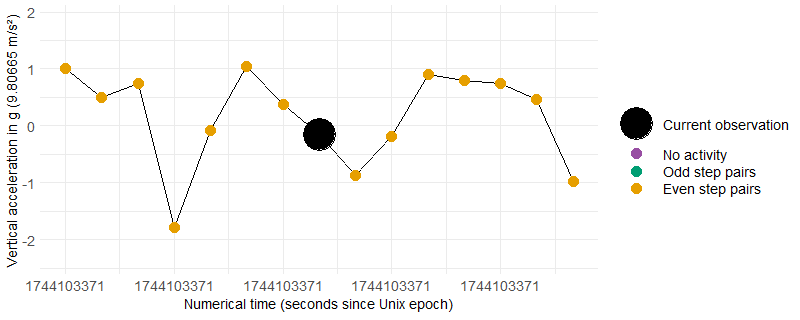 Vertical acceleration in g (9.80665 m/s²)
2
1
0
-1
-2
1744103371 1744103371 1744103371 1744103371 1744103371
Numerical time (seconds since Unix epoch)
Current observation
No activity
Odd step pairs
Even step pairs